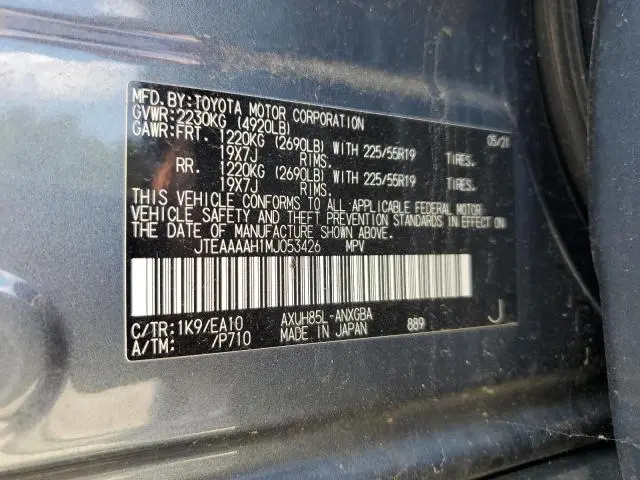 MFD.BY:TOYOTA MOTOR CORPORATION 05/21
GVWR:2230KG (4920LB)
GAWR:FRT. 1220KG (2690LB) WITH 225/55R19 TIRES.
19X7J RIMS.
RR. 1220KG (2690LB) WITH 225/55R19 TIRES.
19X7J RIMS.
THIS VEHICLE CONFORMS TO ALL APPLICABLE FEDERAL MOTOR
VEHICLE SAFETY AND THEFT PREVENTION STANDARDS IN EFFECT ON
THE DATE OF MANUFACTURE SHOWN ABOVE.
JTEAAAAH1MJ053426 MPV
C/TR:1K9/EA10 AXUH85L-ANXGBA J
A/TM: /P710 MADE IN JAPAN 889